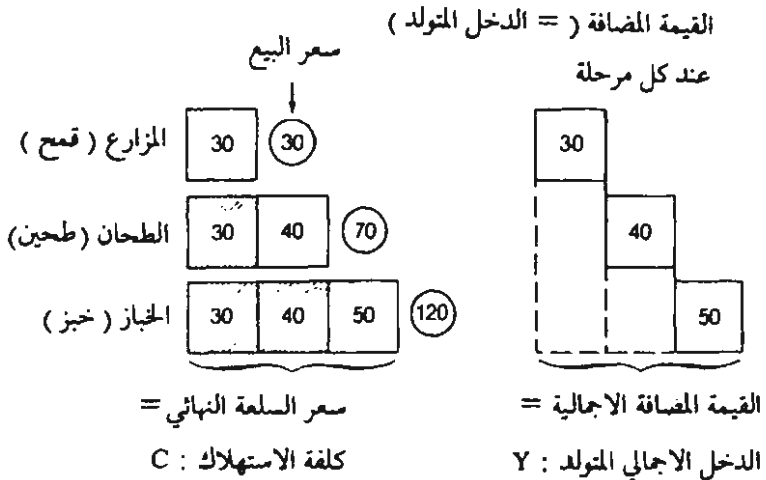 القيمة المضافة ( = الدخل المتولد )
عند كل مرحلة
سعر البيع
المزارع ( قمح ) 30 30
30
الطحان (طحين) 30 40 70
40
الخباز ( خبز ) 30 40 50 120
50
سعر السلعة النهائي =
كلفة الاستهلاك : C
القيمة المضافة الاجمالية =
الدخل الاجمالي المتولد : Y